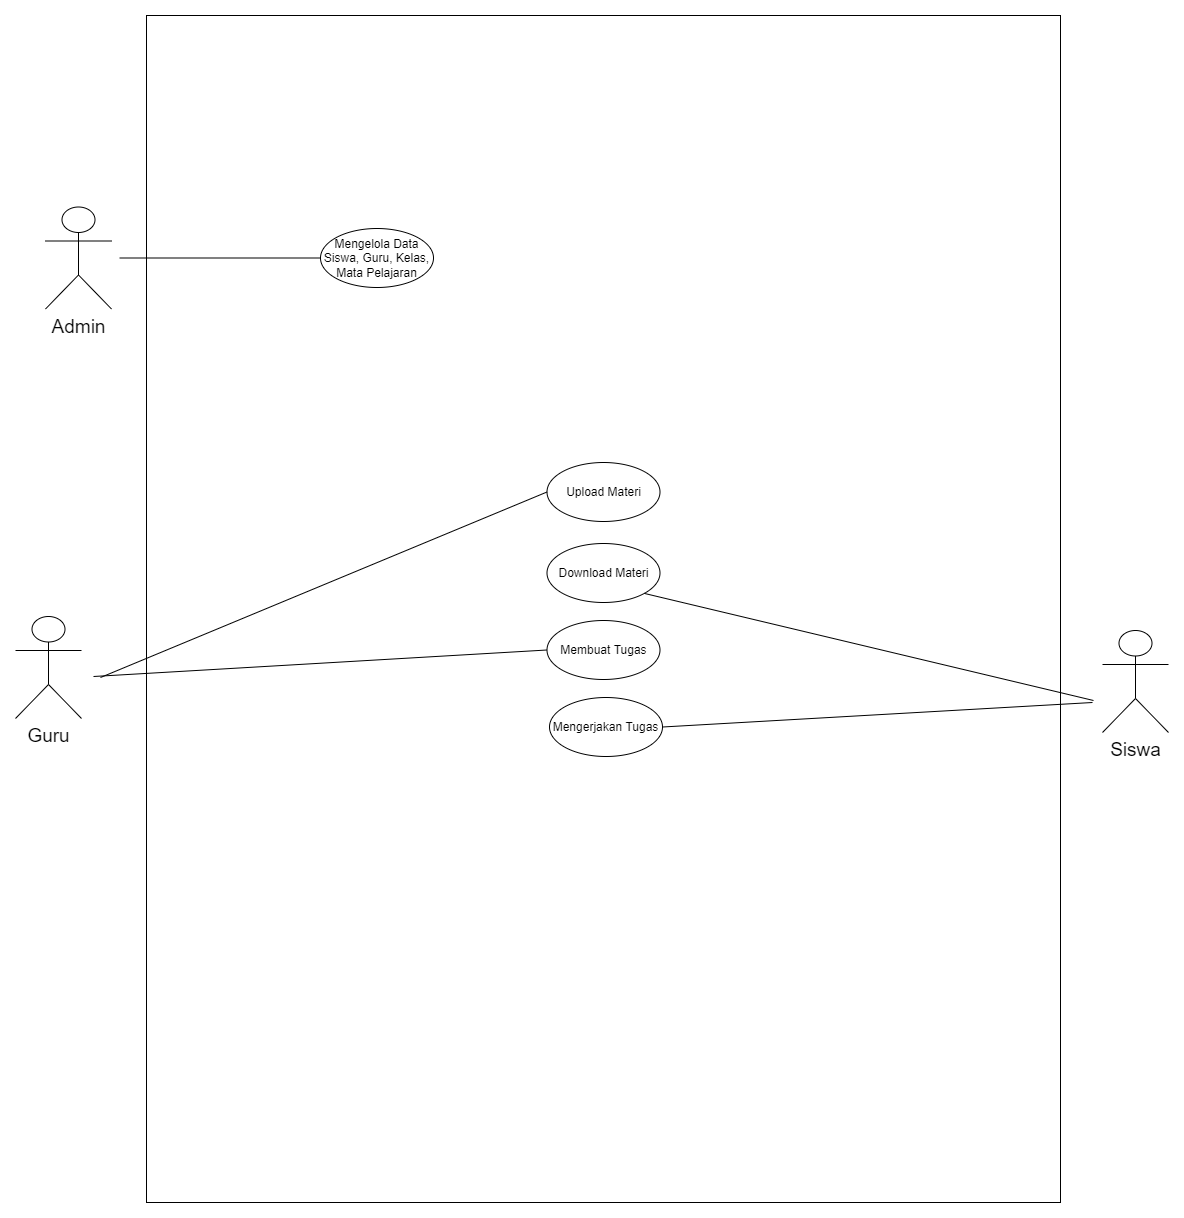 Mengelola Data
Siswa, Guru, Kelas,
Mata Pelajaran
Admin
Upload Materi
Download Materi
Membuat Tugas
Mengerjakan Tugas
Guru
Siswa